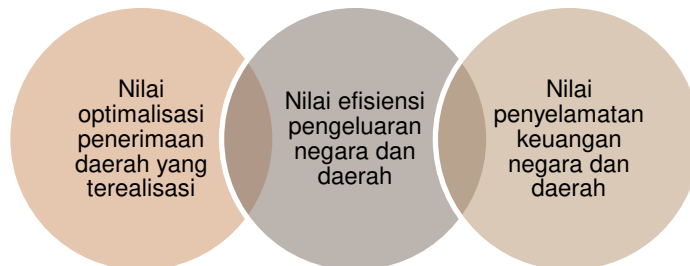 Nilai
optimalisasi
penerimaan
daerah yang
terealisasi
Nilai efisiensi
pengeluaran
negara dan
daerah
Nilai
penyelamatan
keuangan
negara dan
daerah